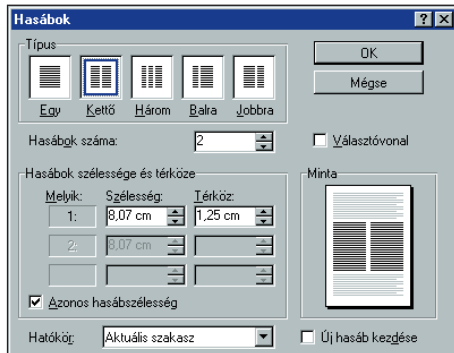 Hasábok
Típus
Egy Kettő Három Balra Jobbra
OK
Mégse
Hasábok száma: 2
Választóvonal
Hasábok szélessége és térköze
Melyik: Szélesség: Térköz:
1: 8,07 cm 1,25 cm
2: 8,07 cm
Azonos hasábszélesség
Minta
Hatókör: Aktuális szakasz
Új hasáb kezdése